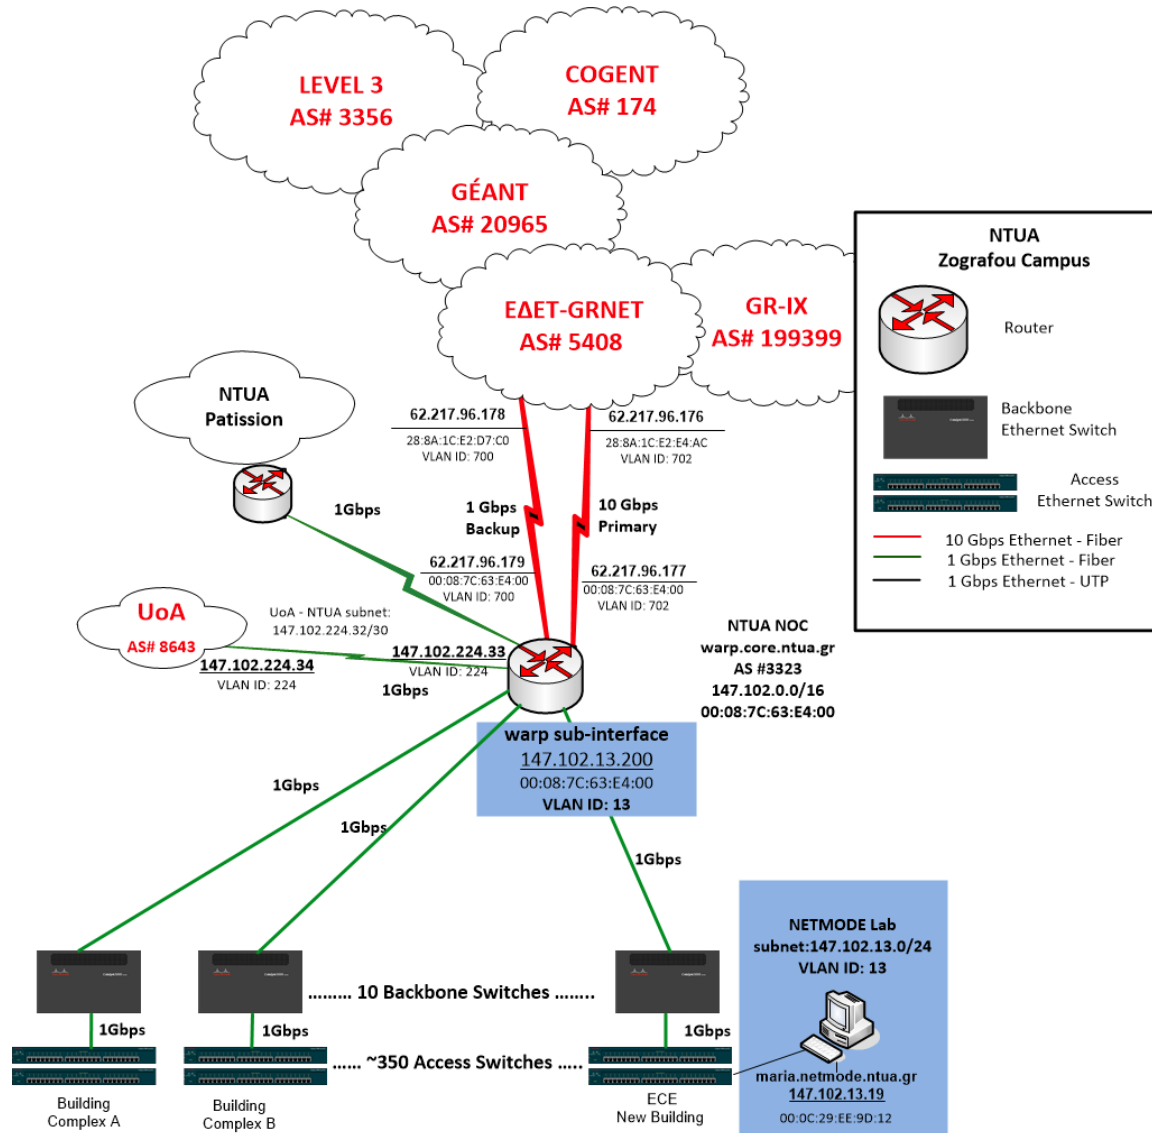 LEVEL 3
AS# 3356
COGENT
AS# 174
GÉANT
AS# 20965
ΕΔΕΤ-GRNET
AS# 5408
GR-IX
AS# 199399
NTUA
Zografou Campus
Router
Backbone
Ethernet Switch
Access
Ethernet Switch
10 Gbps Ethernet - Fiber
1 Gbps Ethernet - Fiber
1 Gbps Ethernet - UTP
NTUA
Patission
62.217.96.178
28:8A:1C:E2:D7:C0
VLAN ID: 700
62.217.96.176
28:8A:1C:E2:E4:AC
VLAN ID: 702
1Gbps
1 Gbps
Backup
10 Gbps
Primary
62.217.96.179
00:08:7C:63:E4:00
VLAN ID: 700
62.217.96.177
00:08:7C:63:E4:00
VLAN ID: 702
UoA
AS# 8643
UoA - NTUA subnet:
147.102.224.32/30
147.102.224.34
VLAN ID: 224
147.102.224.33
VLAN ID: 224
1Gbps
NTUA NOC
warp.core.ntua.gr
AS #3323
147.102.0.0/16
00:08:7C:63:E4:00
warp sub-interface
147.102.13.200
00:08:7C:63:E4:00
VLAN ID: 13
1Gbps
1Gbps
1Gbps
NETMODE Lab
subnet:147.102.13.0/24
VLAN ID: 13
......... 10 Backbone Switches ........
1Gbps
1Gbps
1Gbps
.... ~350 Access Switches .....
maria.netmode.ntua.gr
147.102.13.19
00:0C:29:EE:9D:12
Building
Complex A
Building
Complex B
ECE
New Building